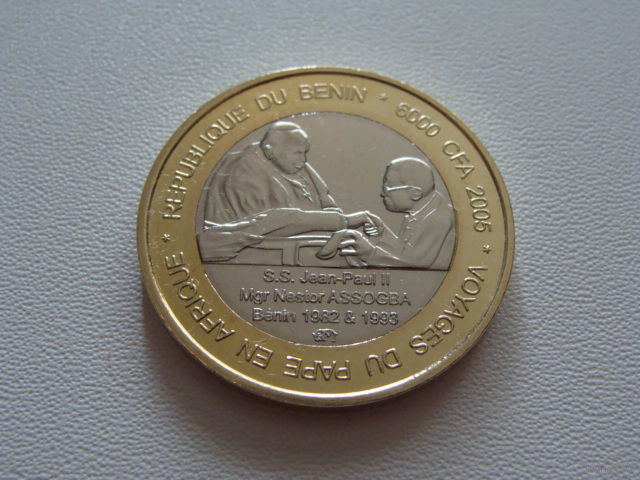 * REPUBLIQUE DU BENIN * 6000 CFA 2005 * VOYAGES DU PAPE EN AFRIQUE
S.S. Jean-Paul II
Mgr Nestor ASSOGBA
Bénin 1982 & 1993